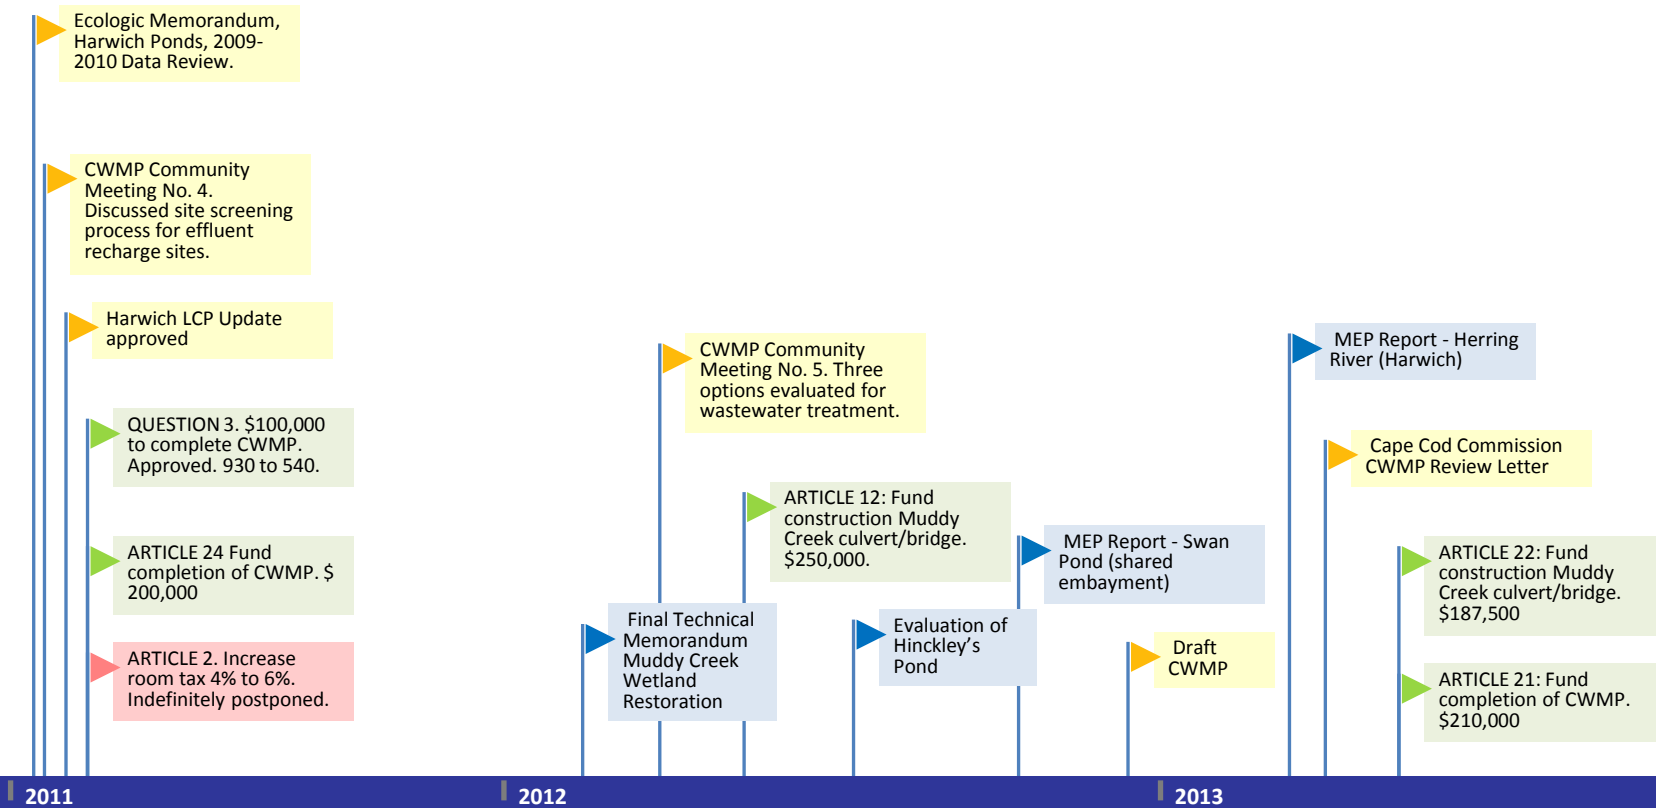 Ecologic Memorandum,
Harwich Ponds, 2009-
2010 Data Review.
CWMP Community
Meeting No. 4.
Discussed site screening
process for effluent
recharge sites.
Harwich LCP Update
approved
QUESTION 3. $100,000
to complete CWMP.
Approved. 930 to 540.
ARTICLE 24 Fund
completion of CWMP. $
200,000
ARTICLE 2. Increase
room tax 4% to 6%.
Indefinitely postponed.
Final Technical
Memorandum
Muddy Creek
Wetland
Restoration
CWMP Community
Meeting No. 5. Three
options evaluated for
wastewater treatment.
ARTICLE 12: Fund
construction Muddy
Creek culvert/bridge.
$250,000.
Evaluation of
Hinckley's
Pond
MEP Report - Swan
Pond (shared
embayment)
Draft
CWMP
MEP Report - Herring
River (Harwich)
Cape Cod Commission
CWMP Review Letter
ARTICLE 22: Fund
construction Muddy
Creek culvert/bridge.
$187,500
ARTICLE 21: Fund
completion of CWMP.
$210,000
2011
2012
2013